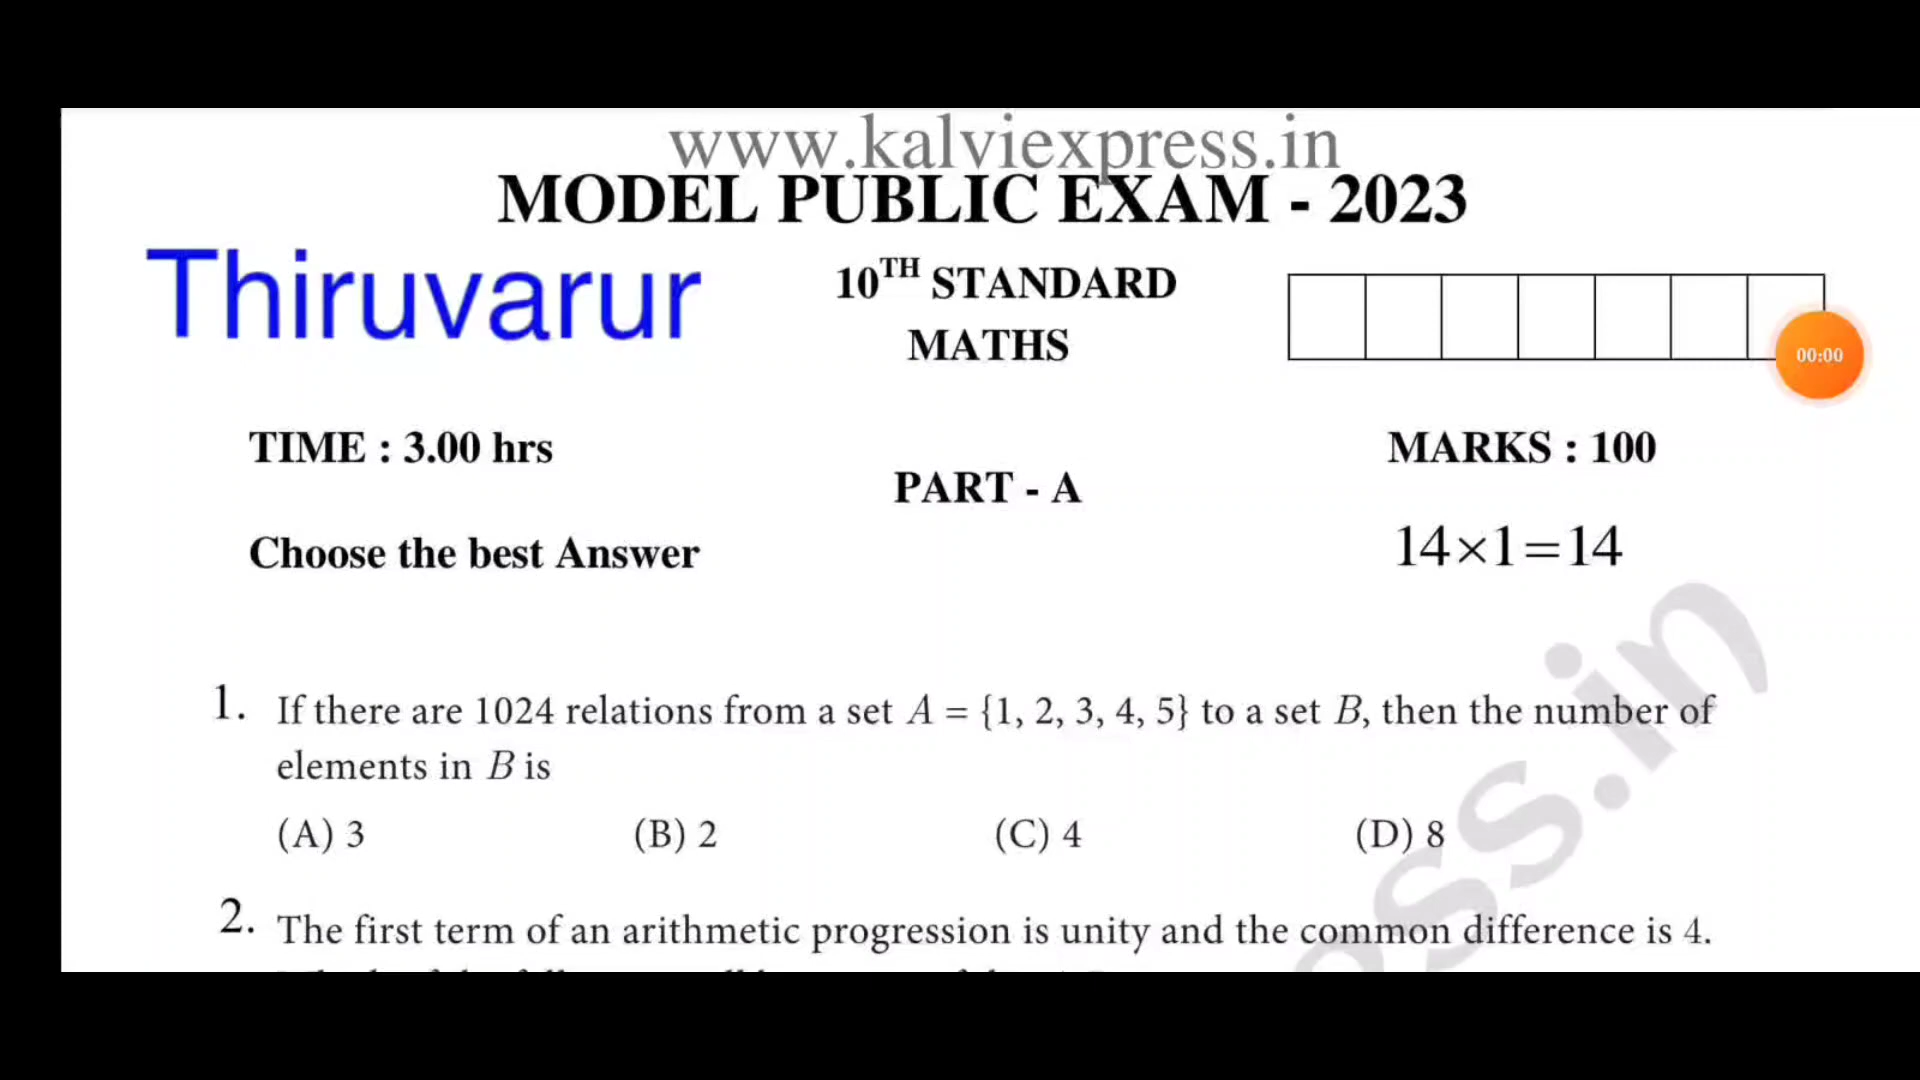 www.kalviexpress.in
MODEL PUBLIC EXAM - 2023
Thiruvarur
10TH STANDARD
MATHS
00:00
TIME : 3.00 hrs
MARKS : 100
PART - A
Choose the best Answer
14×1=14
1. If there are 1024 relations from a set A = {1, 2, 3, 4, 5} to a set B, then the number of
elements in B is
(A) 3 (B) 2 (C) 4 (D) 8
2. The first term of an arithmetic progression is unity and the common difference is 4.
ss.in